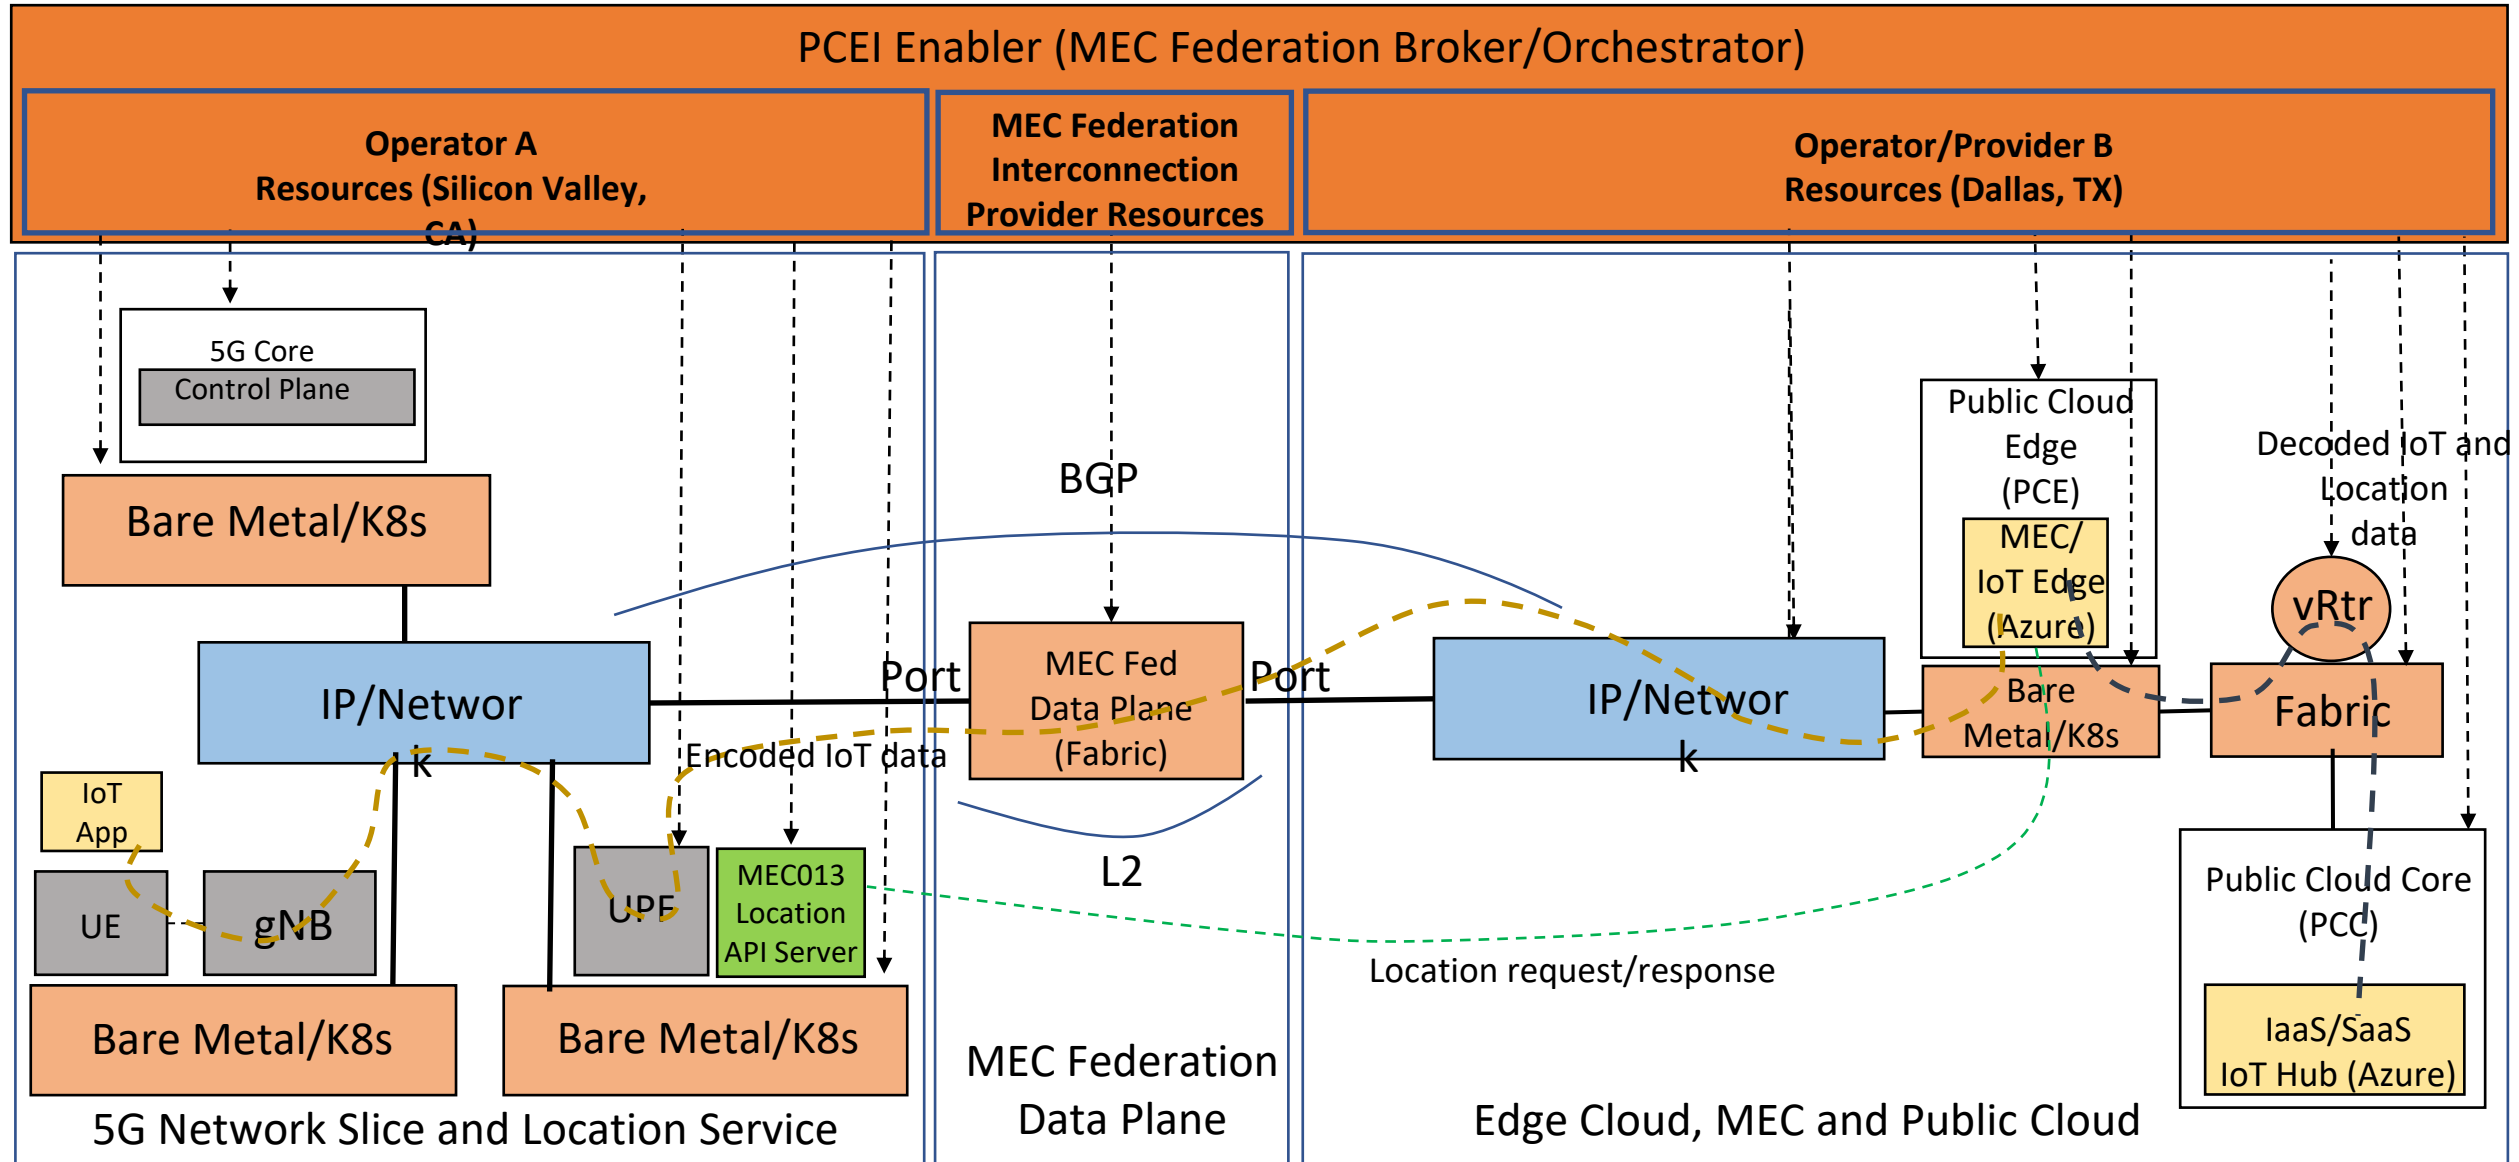 PCEI Enabler (MEC Federation Broker/Orchestrator)
Operator A
Resources (Silicon Valley,
CA)
MEC Federation
Interconnection
Provider Resources
Operator/Provider B
Resources (Dallas, TX)
5G Core
Control Plane
Bare Metal/K8s
IP/Networ
k
IoT
App
UE
gNB
UPF
MEC013
Location
API Server
Bare Metal/K8s
Bare Metal/K8s
5G Network Slice and Location Service
Encoded IoT data
BGP
Port
MEC Fed
Data Plane
(Fabric)
Port
L2
MEC Federation
Data Plane
IP/Networ
k
Public Cloud
Edge
(PCE)
MEC/
IoT Edge
(Azure)
Bare
Metal/K8s
Decoded IoT and
Location
data
vRtr
Fabric
Location request/response
Public Cloud Core
(PCC)
IaaS/SaaS
IoT Hub (Azure)
Edge Cloud, MEC and Public Cloud